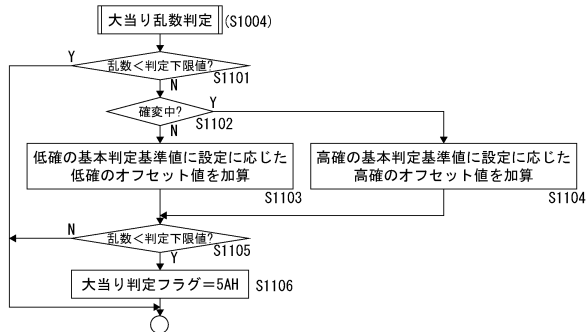 大当り乱数判定 (S1004)
Y
乱数＜判定下限値?
S1101
N
確変中?
Y
S1102
N
低確の基本判定基準値に設定に応じた
低確のオフセット値を加算
S1103
高確の基本判定基準値に設定に応じた
高確のオフセット値を加算
S1104
N
乱数＜判定下限値?
S1105
Y
大当り判定フラグ＝5AH
S1106